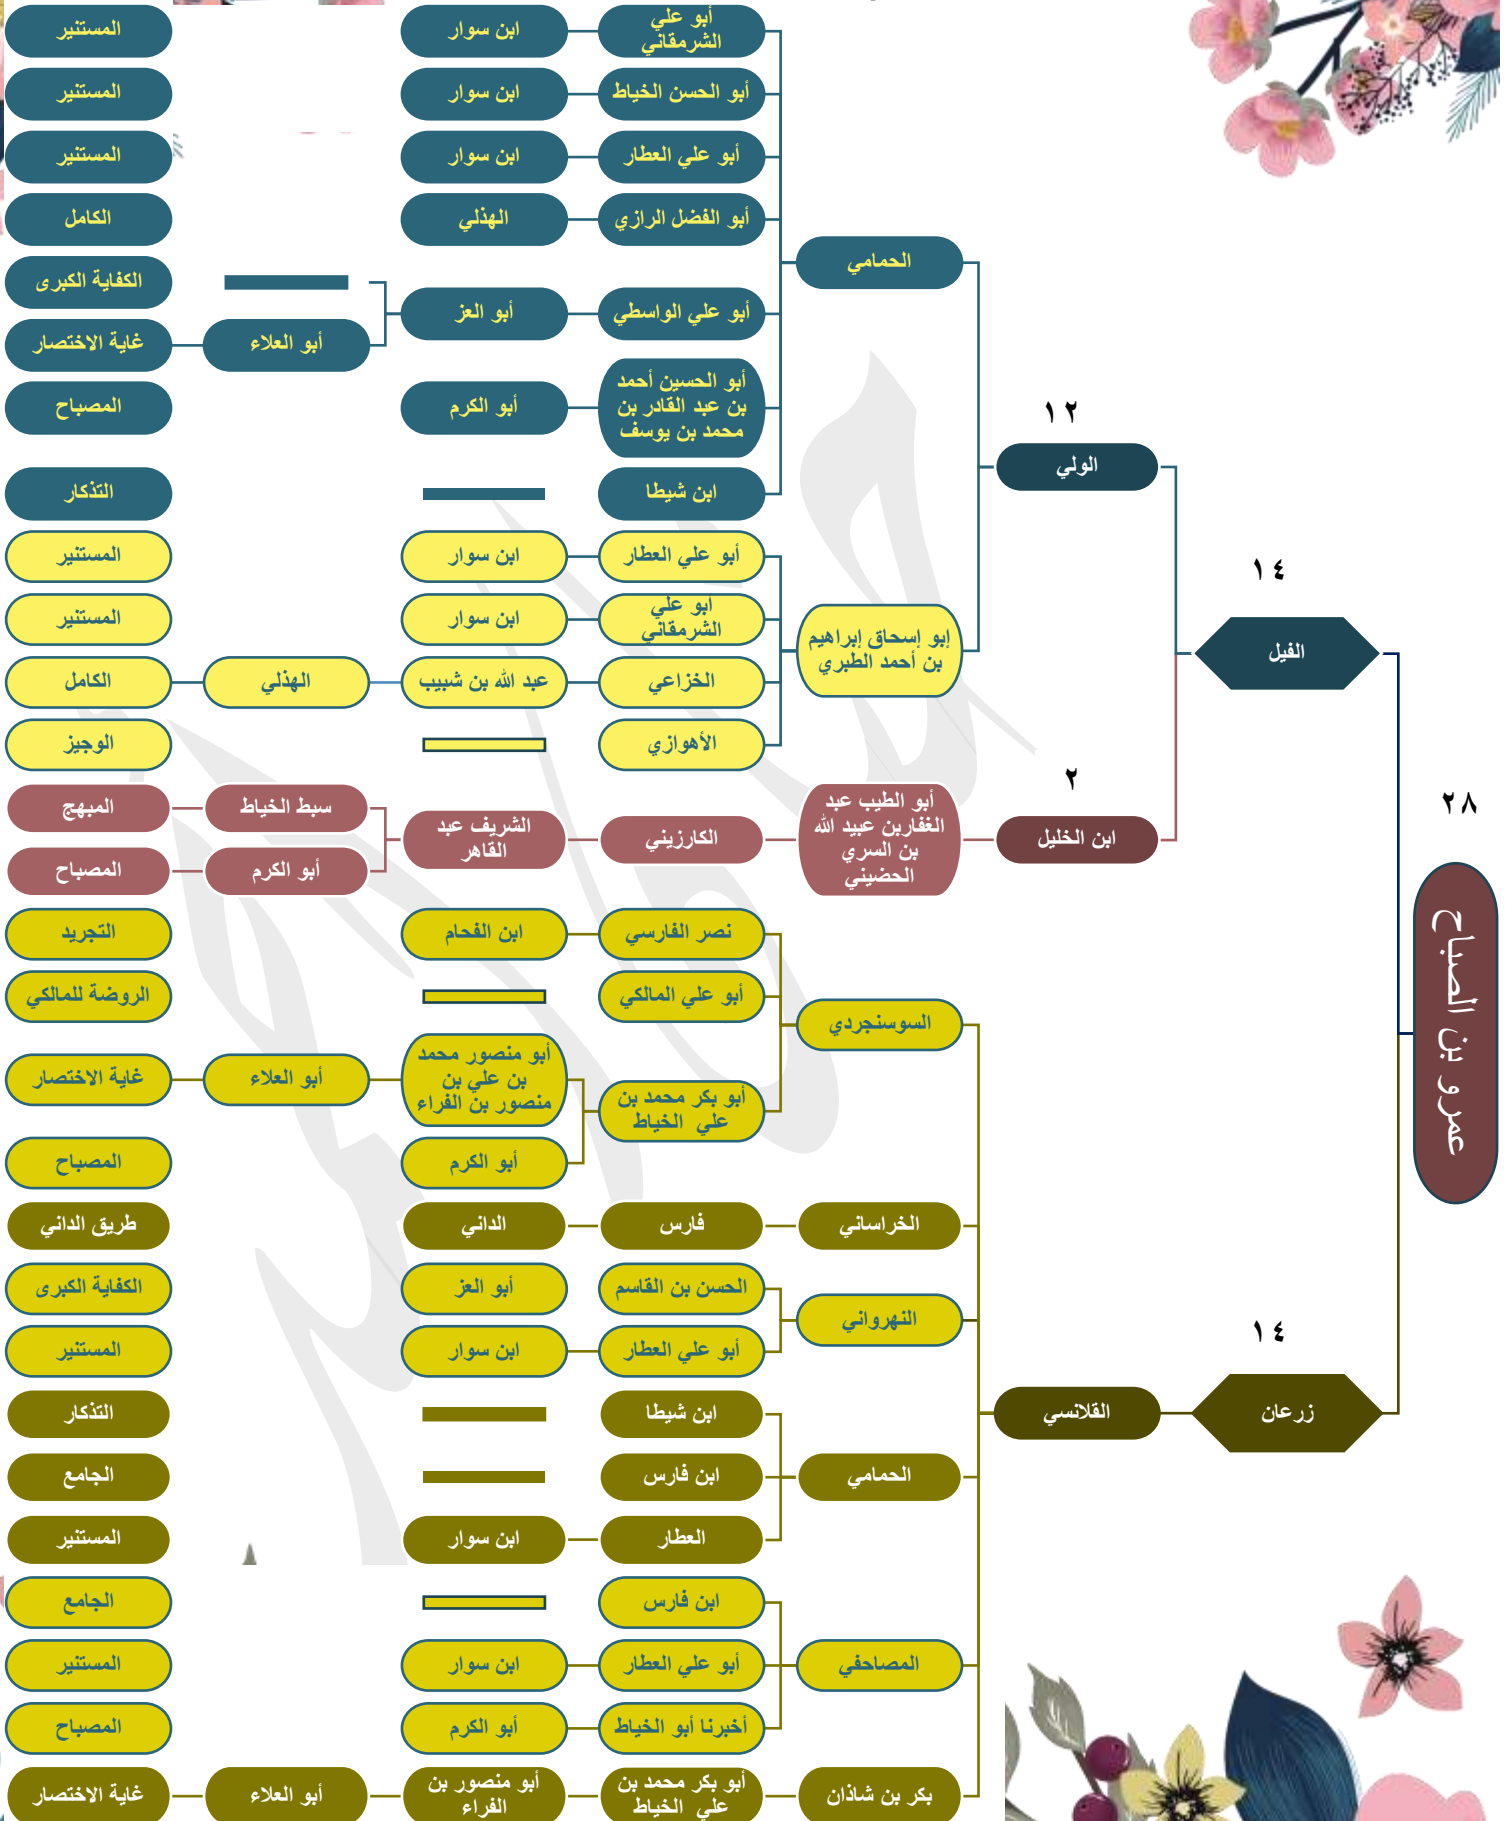 ٢٨
عمرو بن الصباح
١٤
الفيل
١٢
الولي
الحمامي
أبو علي
الشرمقاني
ابن سوار
المستنير
أبو الحسن الخياط
ابن سوار
المستنير
أبو علي العطار
ابن سوار
المستنير
أبو الفضل الرازي
الهذلي
الكامل
أبو علي الواسطي
أبو العز
الكفاية الكبرى
أبو العلاء
غاية الاختصار
أبو الحسين أحمد
بن عبد القادر بن
محمد بن يوسف
أبو الكرم
المصباح
ابن شيطا
التذكار
إبو إسحاق إبراهيم
بن أحمد الطبري
أبو علي العطار
ابن سوار
المستنير
ابو علي
الشرمقاني
ابن سوار
المستنير
الخزاعي
عبد الله بن شبيب
الهذلي
الكامل
الأهوازي
الوجيز
٢
ابن الخليل
أبو الطيب عبد
الغفاربن عبيد الله
بن السري
الحضيني
الكارزيني
الشريف عبد
القاهر
سبط الخياط
المبهج
أبو الكرم
المصباح
١٤
زرعان
القلانسي
السوسنجردي
نصر الفارسي
ابن الفحام
التجريد
أبو علي المالكي
الروضة للمالكي
أبو بكر محمد بن
علي الخياط
أبو منصور محمد
بن علي بن
منصور بن الفراء
أبو العلاء
غاية الاختصار
أبو الكرم
المصباح
الخراساني
فارس
الداني
طريق الداني
النهرواني
الحسن بن القاسم
أبو العز
الكفاية الكبرى
أبو علي العطار
ابن سوار
المستنير
الحمامي
ابن شيطا
التذكار
ابن فارس
الجامع
العطار
ابن سوار
المستنير
المصاحفي
ابن فارس
الجامع
أبو علي العطار
ابن سوار
المستنير
أخبرنا أبو الخياط
أبو الكرم
المصباح
بكر بن شاذان
أبو بكر محمد بن
علي الخياط
أبو منصور بن
الفراء
أبو العلاء
غاية الاختصار